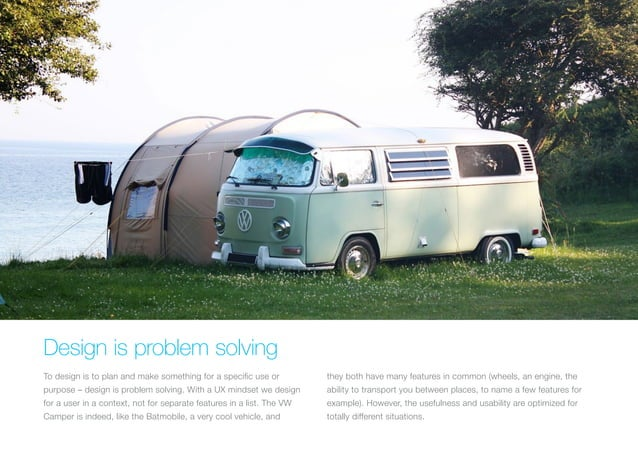 Design is problem solving
To design is to plan and make something for a specific use or
purpose – design is problem solving. With a UX mindset we design
for a user in a context, not for separate features in a list. The VW
Camper is indeed, like the Batmobile, a very cool vehicle, and
they both have many features in common (wheels, an engine, the
ability to transport you between places, to name a few features for
example). However, the usefulness and usability are optimized for
totally different situations.